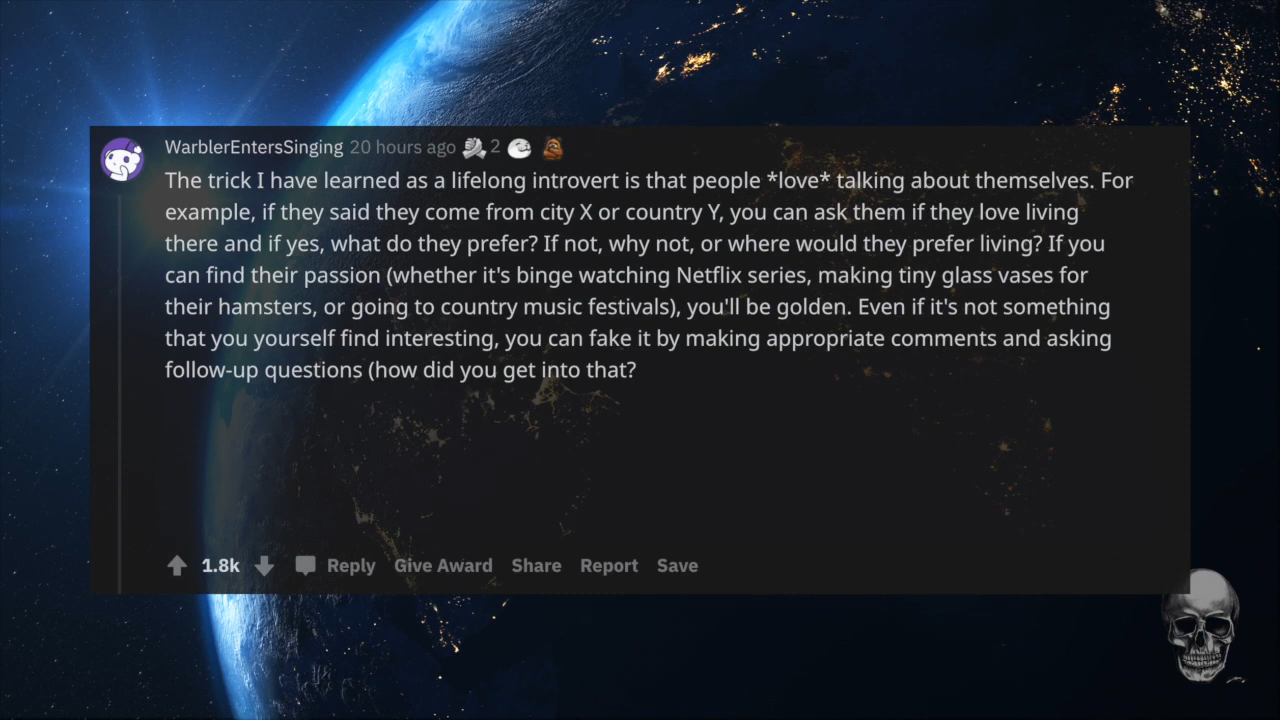 WarblerEntersSinging 20 hours ago 2
The trick I have learned as a lifelong introvert is that people *love* talking about themselves. For
example, if they said they come from city X or country Y, you can ask them if they love living
there and if yes, what do they prefer? If not, why not, or where would they prefer living? If you
can find their passion (whether it's binge watching Netflix series, making tiny glass vases for
their hamsters, or going to country music festivals), you'll be golden. Even if it's not something
that you yourself find interesting, you can fake it by making appropriate comments and asking
follow-up questions (how did you get into that?
1.8k Reply Give Award Share Report Save